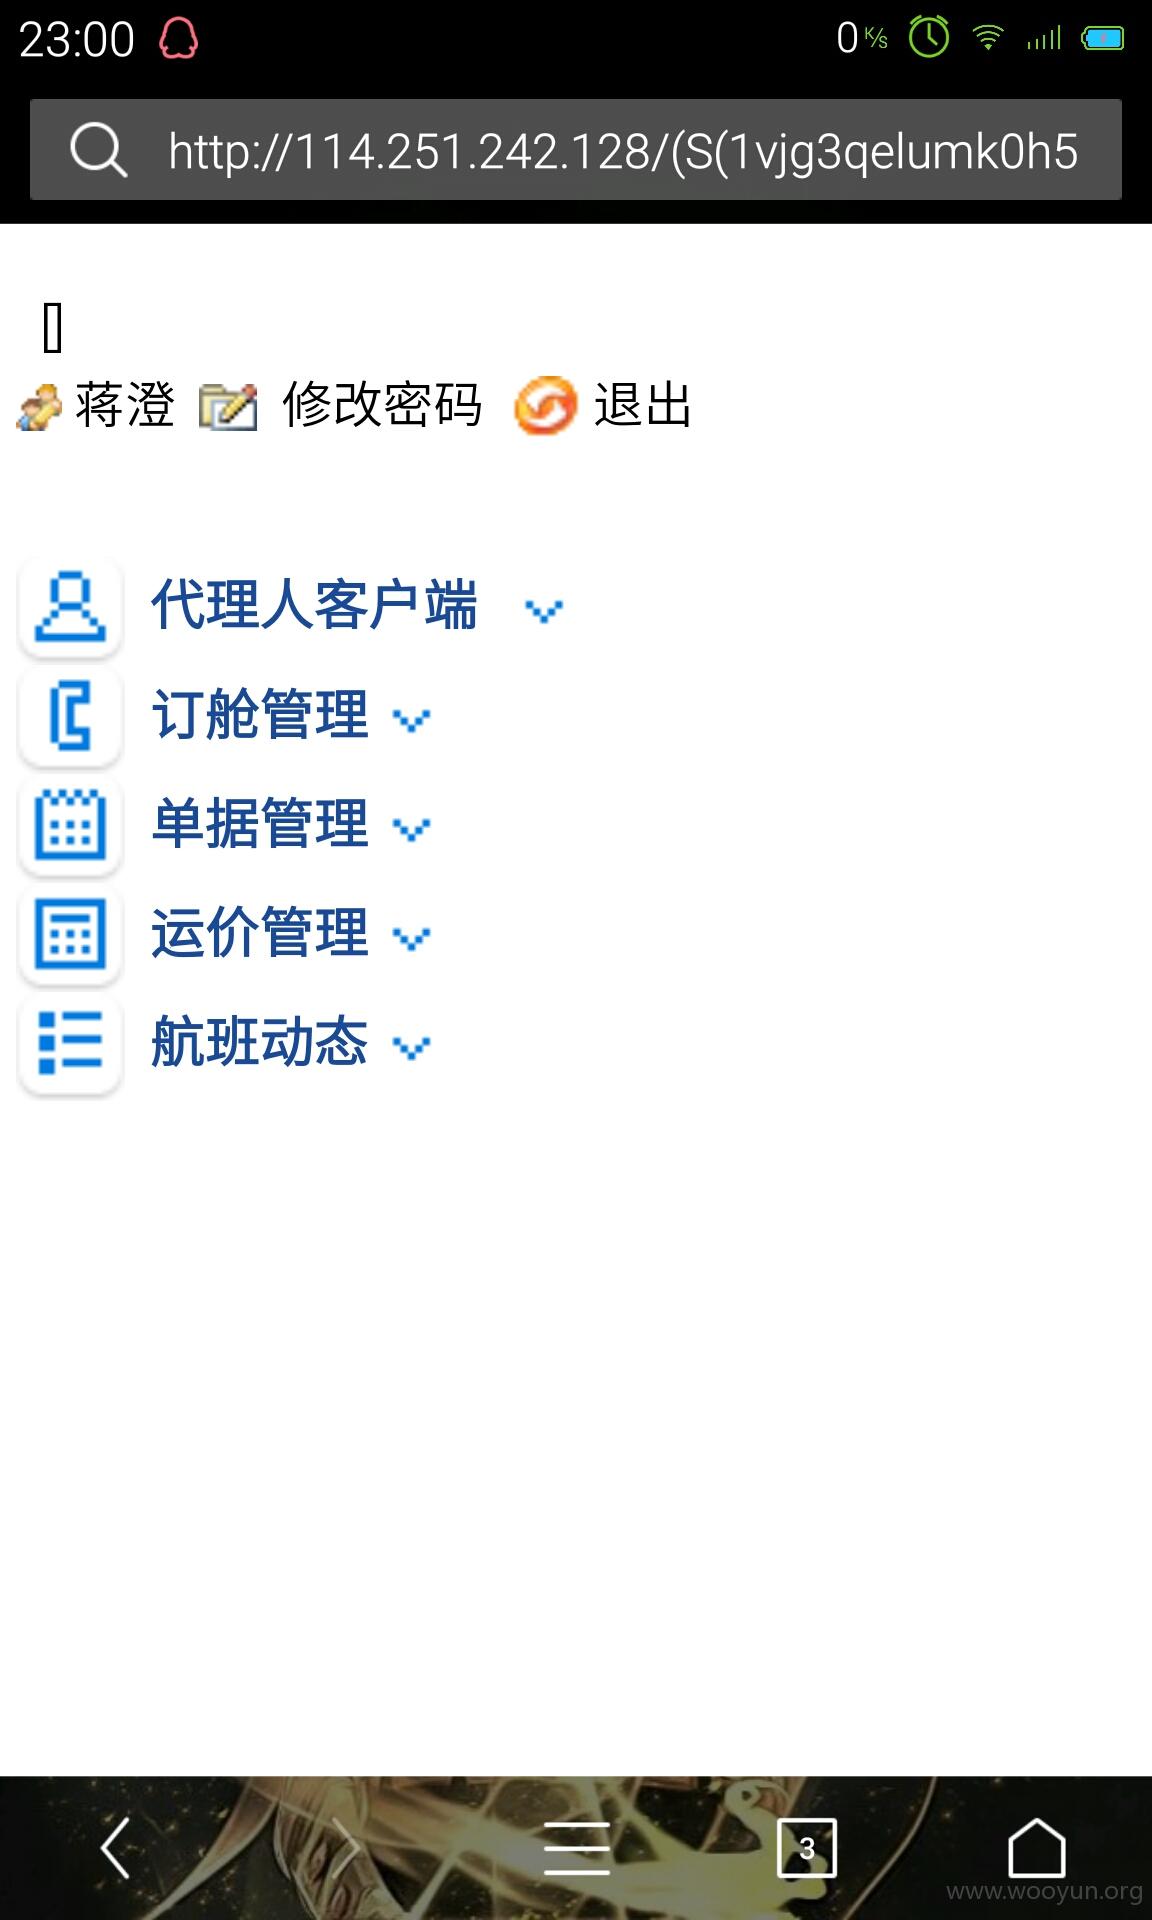 23:00
0 K/s
http://114.251.242.128/(S(1vjg3qelumk0h5
蒋澄 修改密码 退出
代理人客户端
订舱管理
单据管理
运价管理
航班动态
3
www.wooyun.org